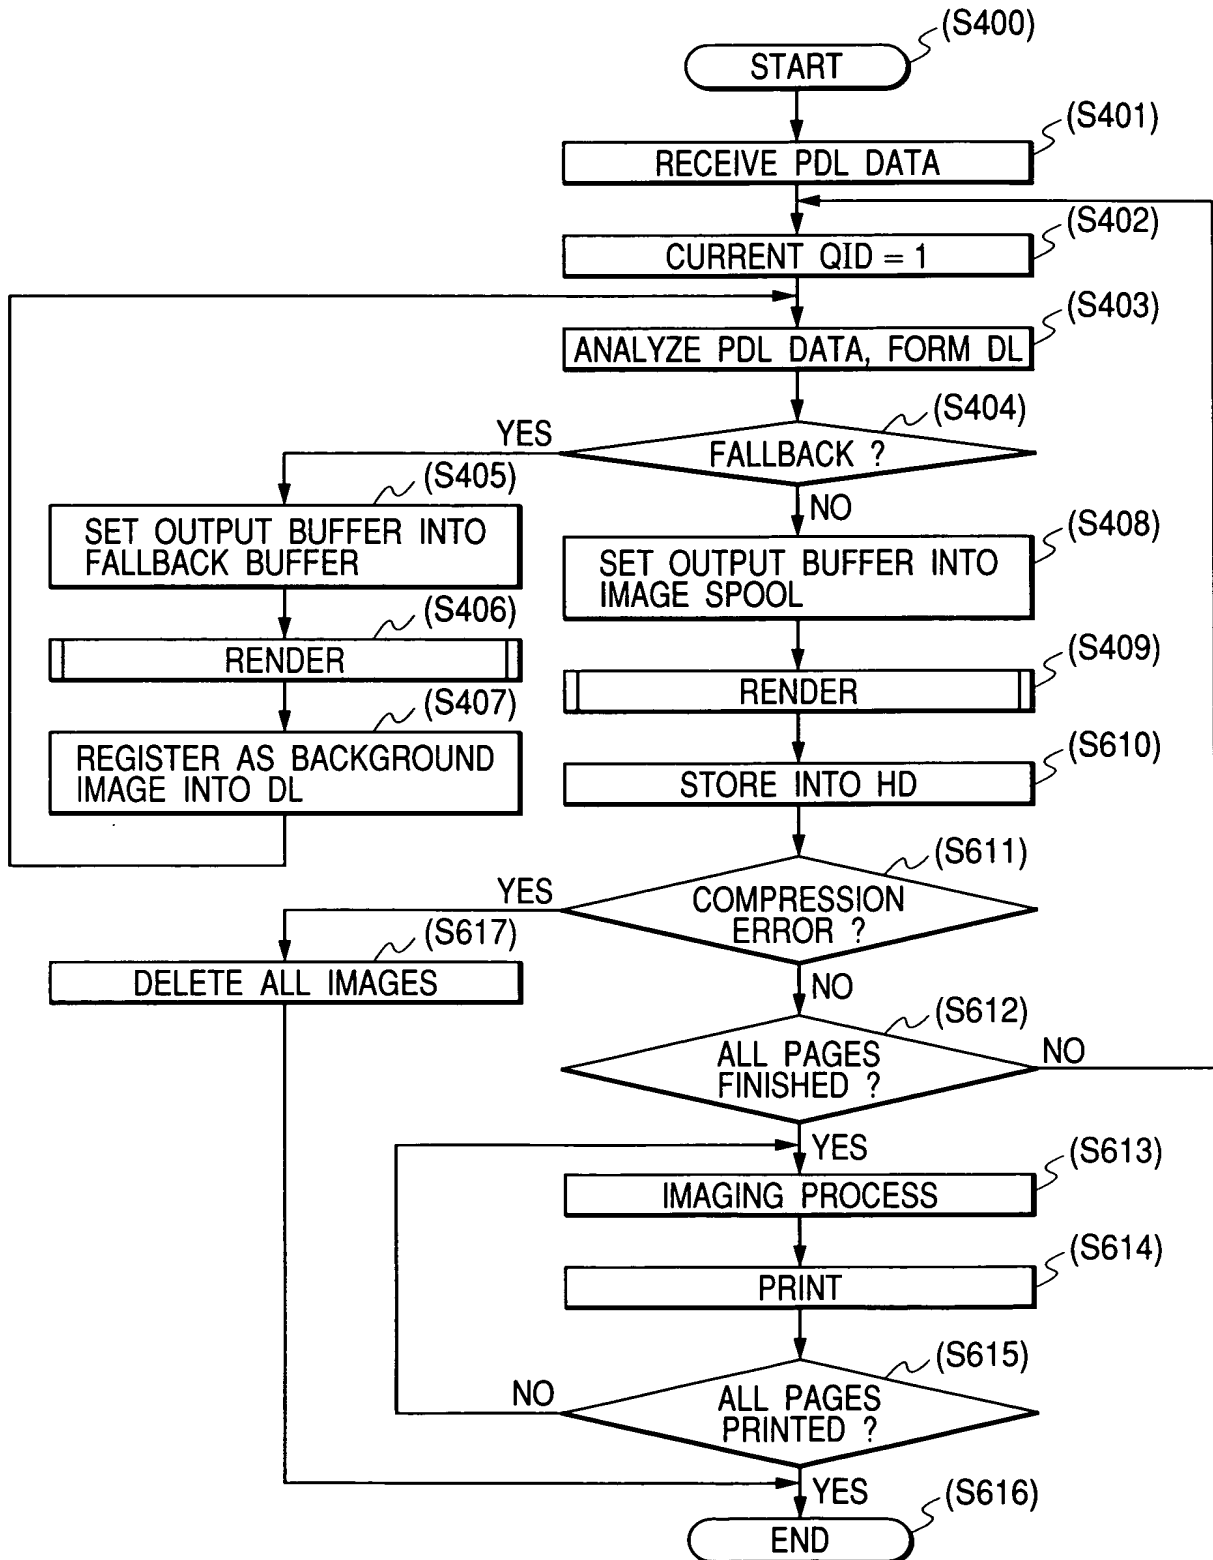 (S400)
START
(S401)
RECEIVE PDL DATA
(S402)
CURRENT QID = 1
(S403)
ANALYZE PDL DATA, FORM DL
(S404)
YES
FALLBACK ?
NO
(S405)
SET OUTPUT BUFFER INTO
FALLBACK BUFFER
(S408)
SET OUTPUT BUFFER INTO
IMAGE SPOOL
(S406)
RENDER
(S409)
RENDER
(S407)
REGISTER AS BACKGROUND
IMAGE INTO DL
(S610)
STORE INTO HD
(S611)
YES
COMPRESSION
ERROR ?
NO
(S617)
DELETE ALL IMAGES
(S612)
ALL PAGES
FINISHED ?
NO
YES
(S613)
IMAGING PROCESS
(S614)
PRINT
(S615)
NO
ALL PAGES
PRINTED ?
YES
(S616)
END